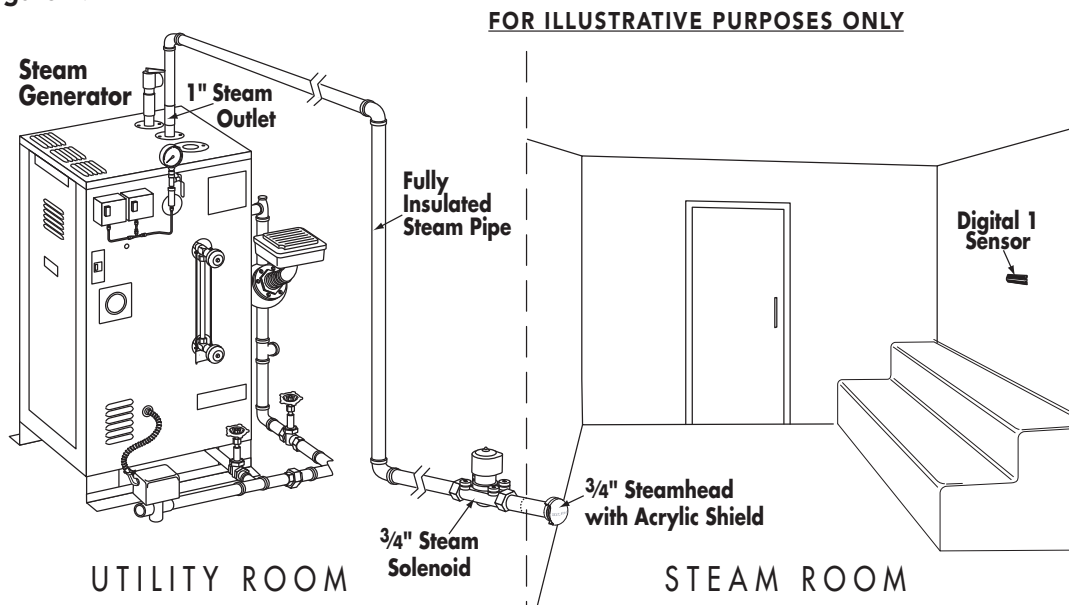 FOR ILLUSTRATIVE PURPOSES ONLY
Steam
Generator
1" Steam
Outlet
Fully
Insulated
Steam Pipe
Digital 1
Sensor
3/4" Steamhead
with Acrylic Shield
3/4" Steam
Solenoid
UTILITY ROOM
STEAM ROOM